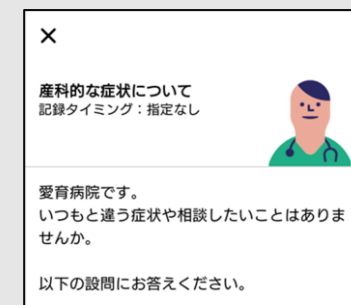 ×
産科的な症状について
記録タイミング：指定なし
愛育病院です。
いつもと違う症状や相談したいことはありま
せんか。
以下の設問にお答えください。